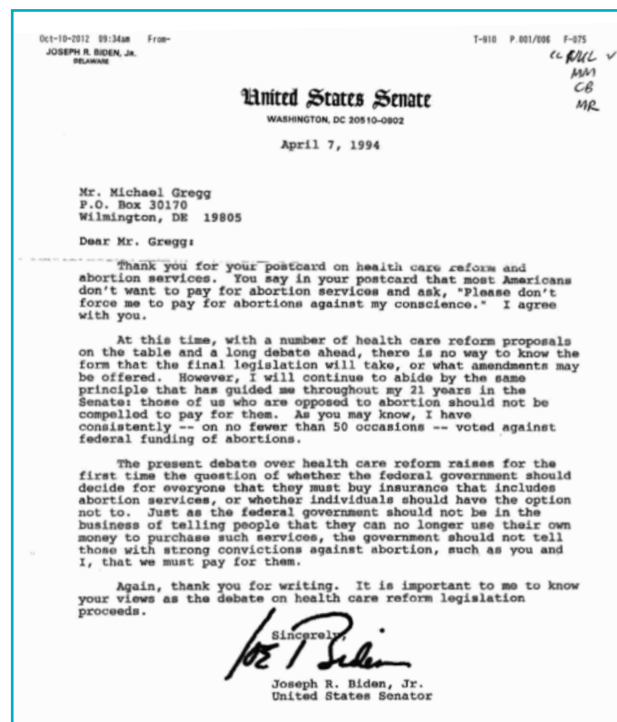 Oct-10-2012 09:34am From- T-910 P.001/006 F-075
JOSEPH R. BIDEN, JR.
DELAWARE
cc
MM
CB
MR
United States Senate
WASHINGTON, DC 20510-0802
April 7, 1994
Mr. Michael Gregg
P.O. Box 30170
Wilmington, DE 19805
Dear Mr. Gregg:
Thank you for your postcard on health care reform and
abortion services. You say in your postcard that most Americans
don't want to pay for abortion services and ask, "Please don't
force me to pay for abortions against my conscience." I agree
with you.
At this time, with a number of health care reform proposals
on the table and a long debate ahead, there is no way to know the
form that the final legislation will take, or what amendments may
be offered. However, I will continue to abide by the same
principle that has guided me throughout my 21 years in the
Senate: those of us who are opposed to abortion should not be
compelled to pay for them. As you may know, I have
consistently -- on no fewer than 50 occasions -- voted against
federal funding of abortions.
The present debate over health care reform raises for the
first time the question of whether the federal government should
decide for everyone that they must buy insurance that includes
abortion services, or whether individuals should have the option
not to. Just as the federal government should not be in the
business of telling people that they can no longer use their own
money to purchase such services, the government should not tell
those with strong convictions against abortion, such as you and
I, that we must pay for them.
Again, thank you for writing. It is important to me to know
your views as the debate on health care reform legislation
proceeds.
Sincerely,
Joe Biden
Joseph R. Biden, Jr.
United States Senator